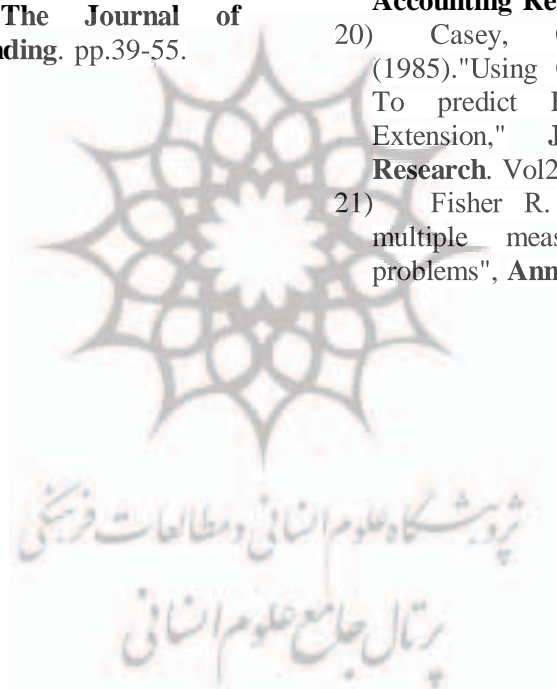 The Journal of
nding. pp.39-55.
Accounting Re
20) Casey, C
(1985)."Using C
To predict
Extension," J
Research. Vol2
21) Fisher R.
multiple meas
problems", Ann
پژوهشگاه علوم انسانی و مطالعات فرهنگی
پرتال جامع علوم انسانی